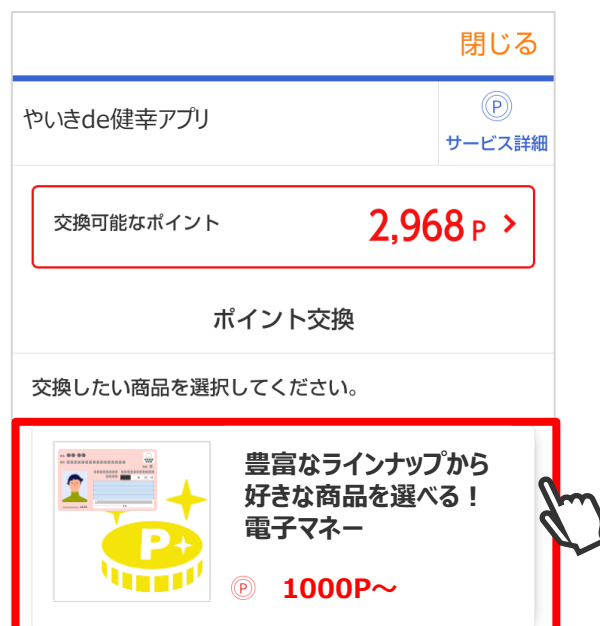 閉じる
やいきde健幸アプリ
P
サービス詳細
交換可能なポイント 2,968 P >
ポイント交換
交換したい商品を選択してください。
豊富なラインナップから
好きな商品を選べる！
電子マネー
P+
P 1000P～